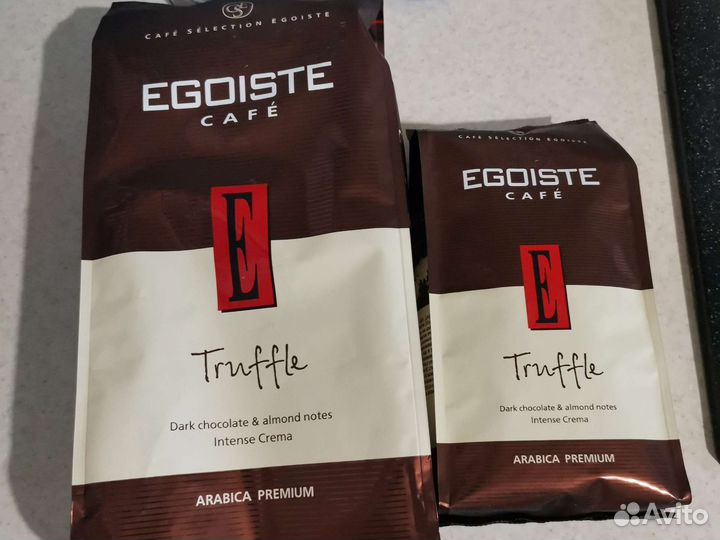 CAFÉ SÉLECTION EGOISTE
EGOISTE
CAFÉ
E
Truffle
Dark chocolate & almond notes
Intense Crema
ARABICA PREMIUM
CAFÉ SÉLECTION EGOISTE
EGOISTE
CAFÉ
E
Truffle
Dark chocolate & almond notes
Intense Crema
ARABICA PREMIUM
Avito